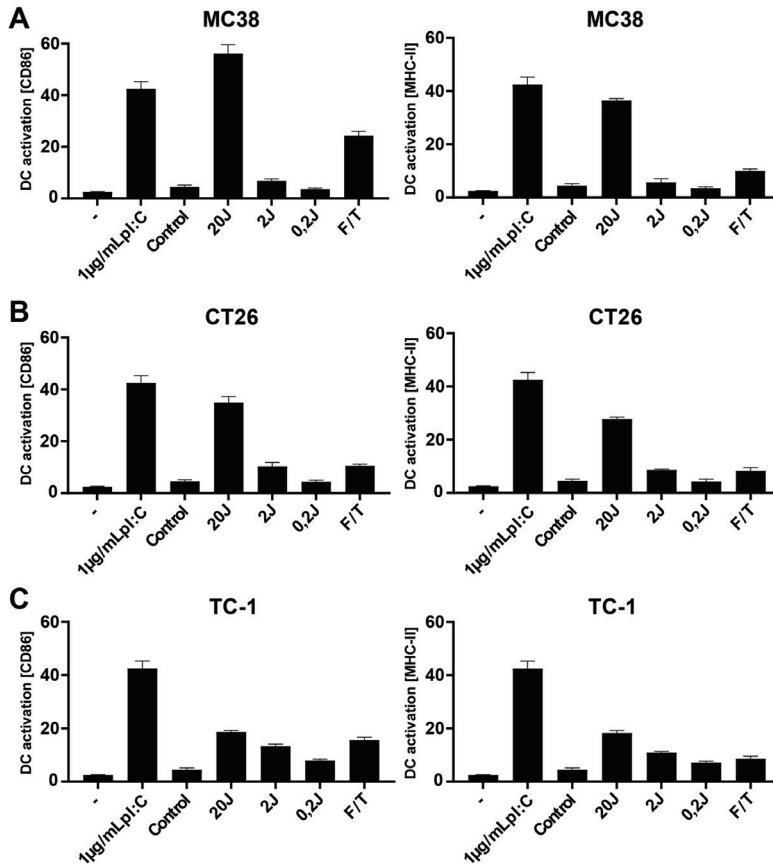 A
MC38
DC activation [CD86]
60
40
20
0
-
1µg/mLpI:C
Control
20J
2J
0,2J
F/T
MC38
DC activation [MHC-II]
60
40
20
0
-
1µg/mLpI:C
Control
20J
2J
0,2J
F/T
B
CT26
DC activation [CD86]
60
40
20
0
-
1µg/mLpI:C
Control
20J
2J
0,2J
F/T
CT26
DC activation [MHC-II]
60
40
20
0
-
1µg/mLpI:C
Control
20J
2J
0,2J
F/T
C
TC-1
DC activation [CD86]
60
40
20
0
-
1µg/mLpI:C
Control
20J
2J
0,2J
F/T
TC-1
DC activation [MHC-II]
60
40
20
0
-
1µg/mLpI:C
Control
20J
2J
0,2J
F/T